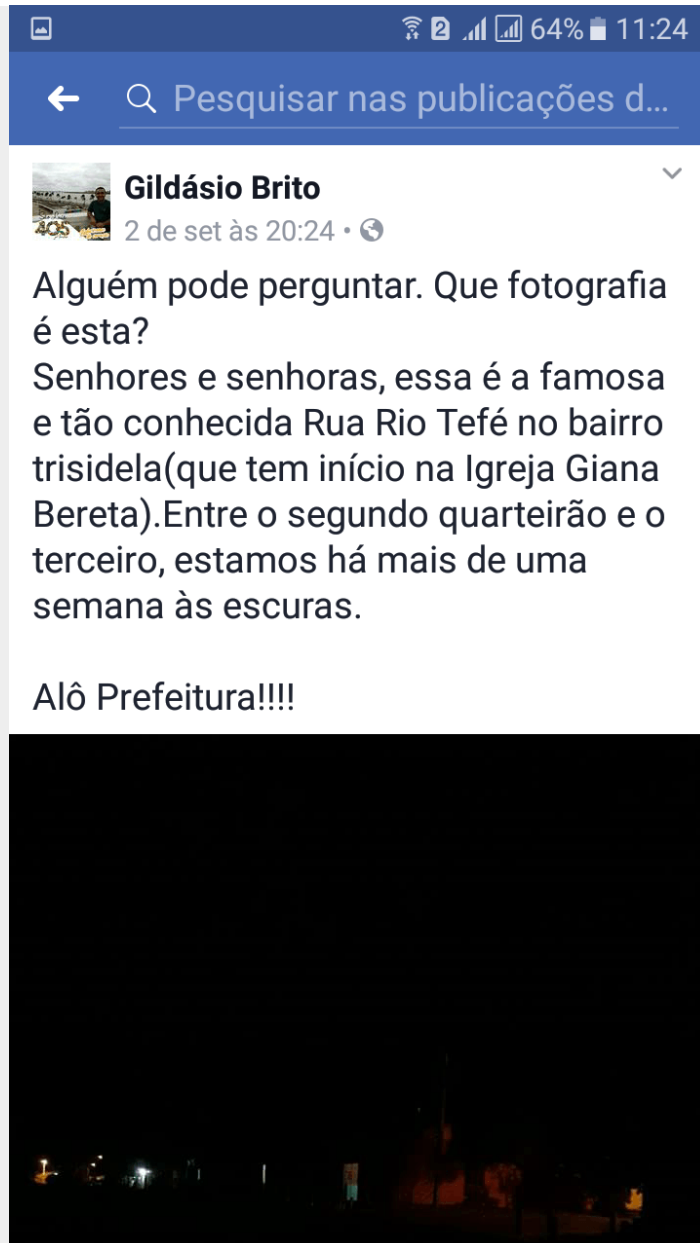 2 64% 11:24
Pesquisar nas publicações d...
Gildásio Brito
2 de set às 20:24 •
Alguém pode perguntar. Que fotografia
é esta?
Senhores e senhoras, essa é a famosa
e tão conhecida Rua Rio Tefé no bairro
trisidela(que tem início na Igreja Giana
Bereta).Entre o segundo quarteirão e o
terceiro, estamos há mais de uma
semana às escuras.
Alô Prefeitura!!!!
405